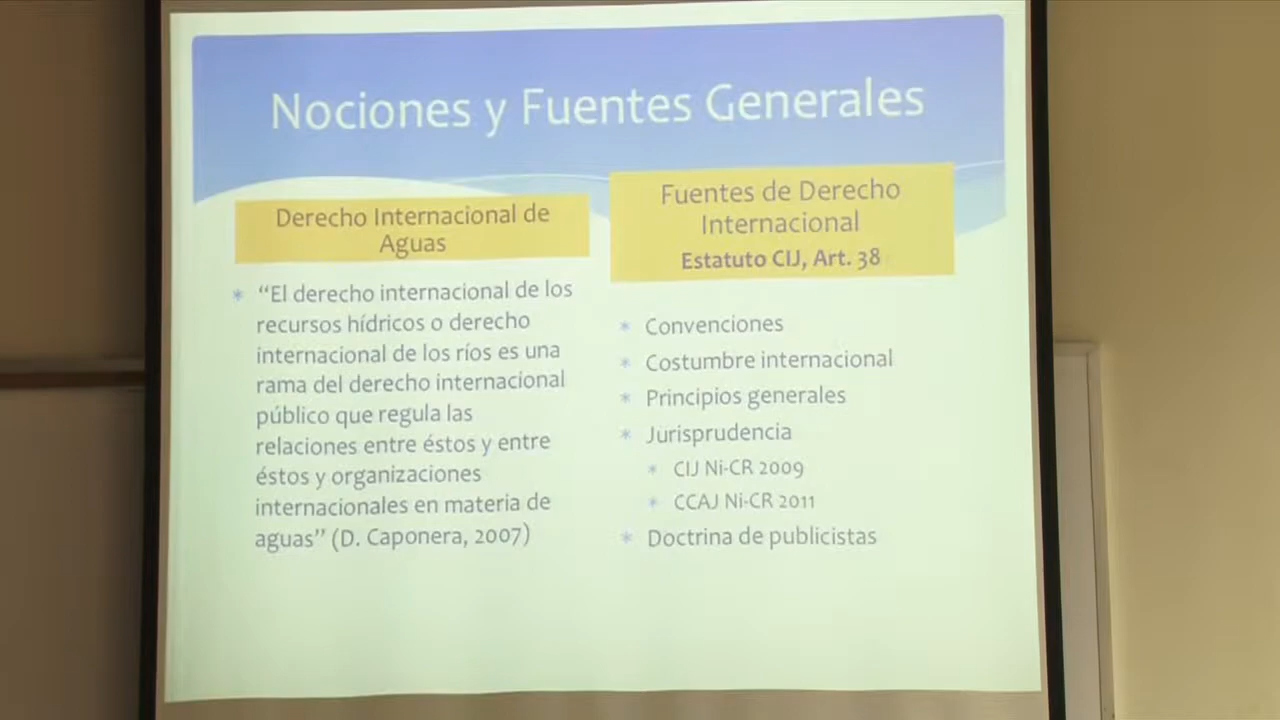 Nociones y Fuentes Generales
Derecho Internacional de
Aguas
“El derecho internacional de los
recursos hídricos o derecho
internacional de los ríos es una
rama del derecho internacional
público que regula las
relaciones entre éstos y entre
éstos y organizaciones
internacionales en materia de
aguas” (D. Caponera, 2007)
Fuentes de Derecho
Internacional
Estatuto CIJ, Art. 38
Convenciones
Costumbre internacional
Principios generales
Jurisprudencia
CIJ Ni-CR 2009
CCAJ Ni-CR 2011
Doctrina de publicistas